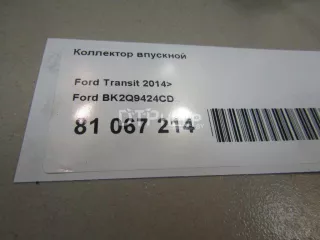 Коллектор впускной
Ford Transit 2014>
Ford BK2Q9424CD
81 067 214